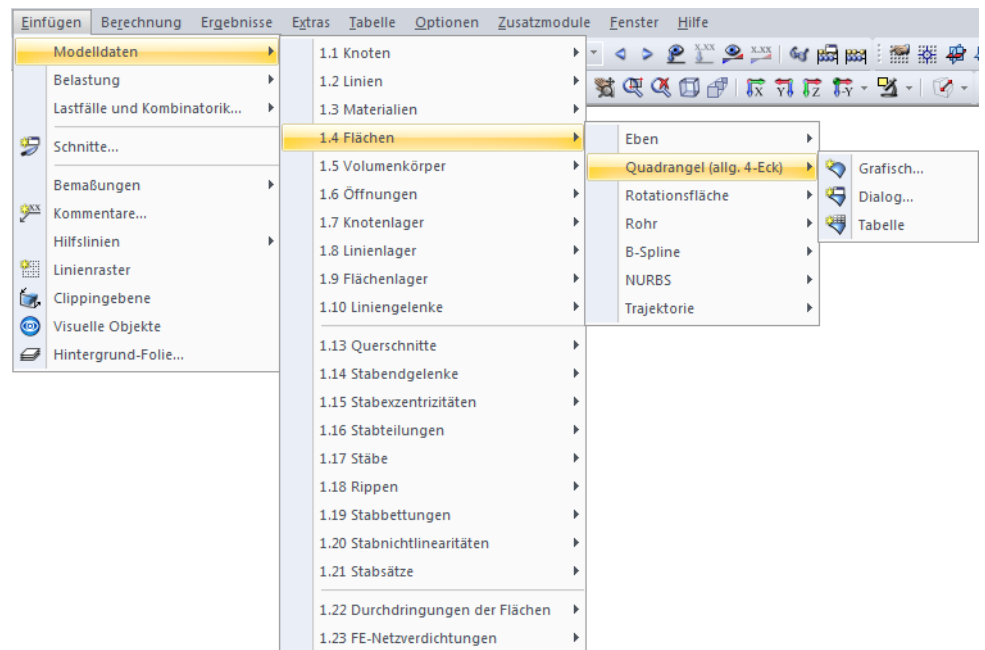 Einfügen Berechnung Ergebnisse Extras Tabelle Optionen Zusatzmodule Fenster Hilfe
Modelldaten
Belastung
Lastfälle und Kombinatorik...
Schnitte...
Bemaßungen
Kommentare...
Hilfslinien
Linienraster
Clippingebene
Visuelle Objekte
Hintergrund-Folie...
1.1 Knoten
1.2 Linien
1.3 Materialien
1.4 Flächen
1.5 Volumenkörper
1.6 Öffnungen
1.7 Knotenlager
1.8 Linienlager
1.9 Flächenlager
1.10 Liniengelenke
1.13 Querschnitte
1.14 Stabendgelenke
1.15 Stabexzentrizitäten
1.16 Stabteilungen
1.17 Stäbe
1.18 Rippen
1.19 Stabbettungen
1.20 Stabnichtlinearitäten
1.21 Stabsätze
1.22 Durchdringungen der Flächen
1.23 FE-Netzverdichtungen
Eben
Quadrangel (allg. 4-Eck)
Rotationsfläche
Rohr
B-Spline
NURBS
Trajektorie
Grafisch...
Dialog...
Tabelle